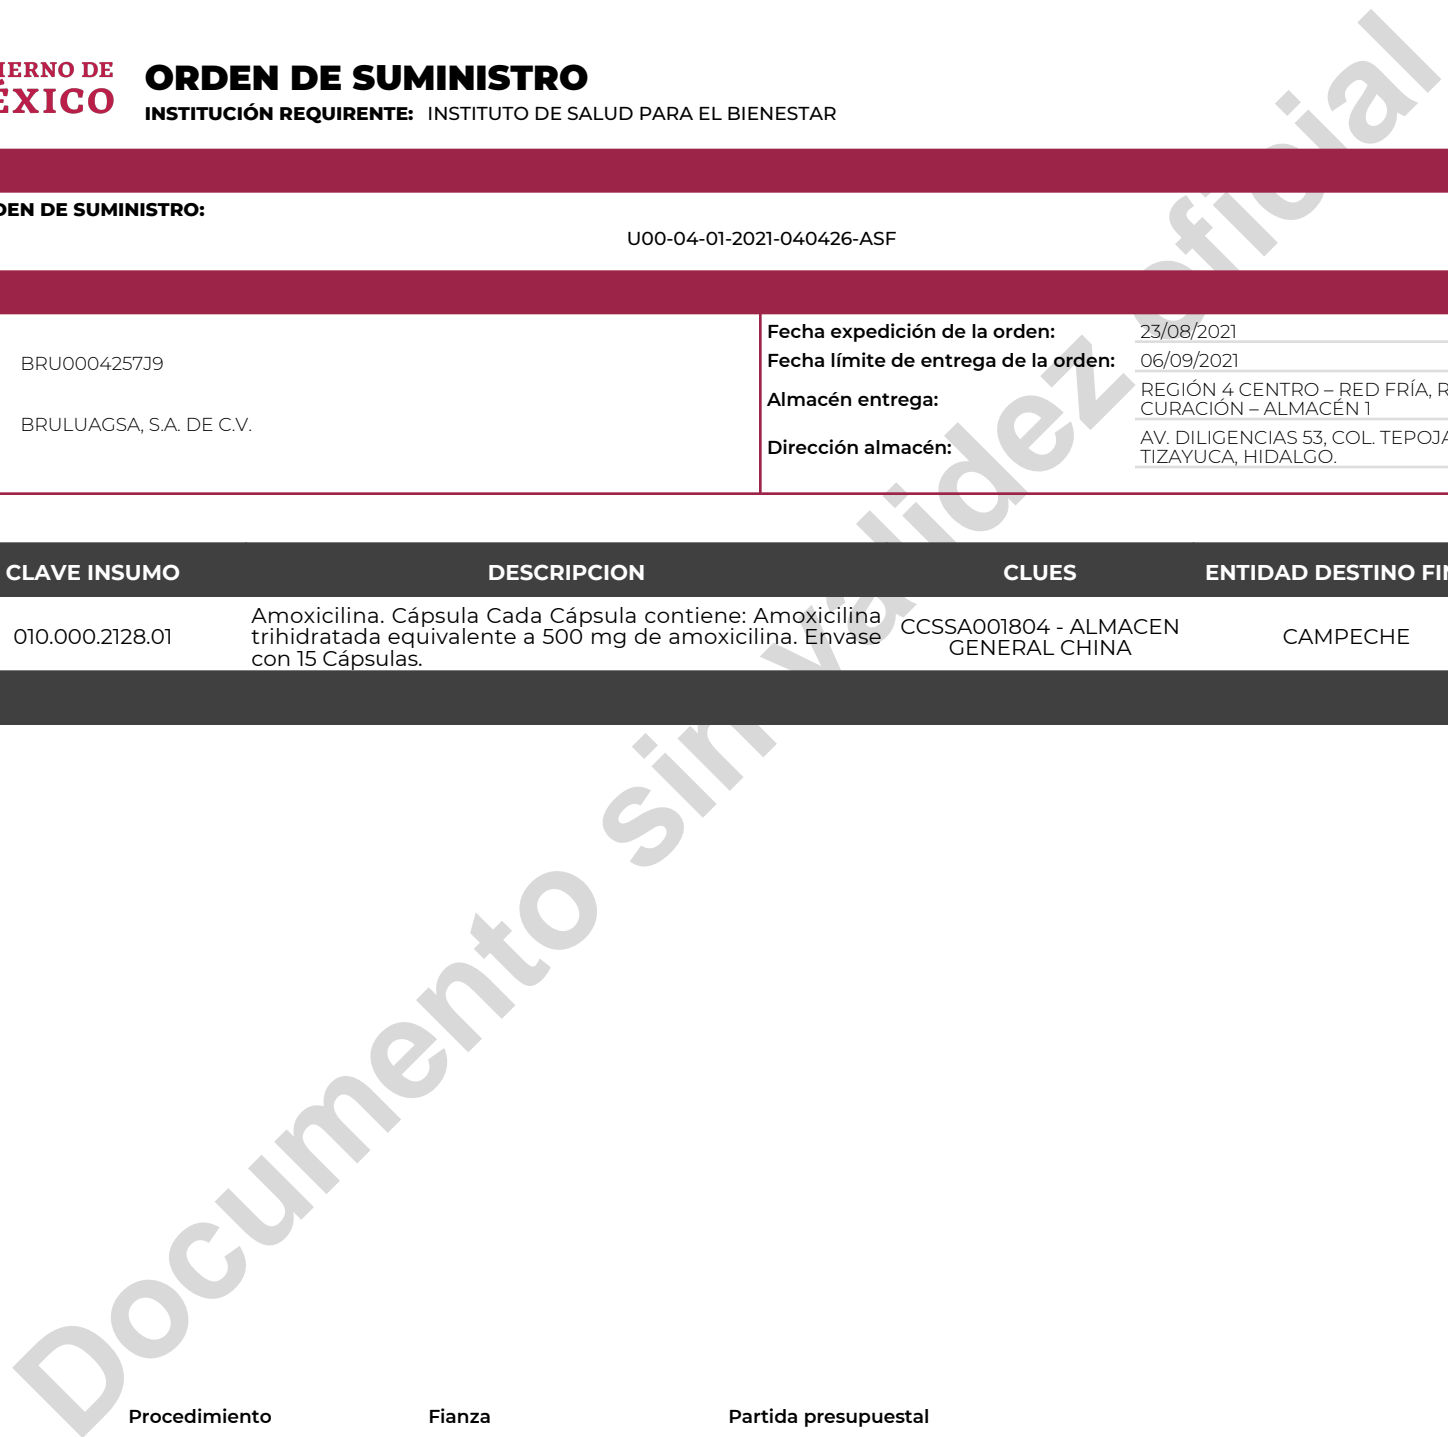 IERNO DE
ÉXICO
ORDEN DE SUMINISTRO
INSTITUCIÓN REQUIRENTE: INSTITUTO DE SALUD PARA EL BIENESTAR
DEN DE SUMINISTRO:
U00-04-01-2021-040426-ASF
BRU0004257J9
BRULUAGSA, S.A. DE C.V.
Fecha expedición de la orden: 23/08/2021
Fecha límite de entrega de la orden: 06/09/2021
Almacén entrega: REGIÓN 4 CENTRO – RED FRÍA, R
CURACIÓN – ALMACÉN 1
Dirección almacén: AV. DILIGENCIAS 53, COL. TEPOJA
TIZAYUCA, HIDALGO.
CLAVE INSUMO DESCRIPCION CLUES ENTIDAD DESTINO FIN
010.000.2128.01
Amoxicilina. Cápsula Cada Cápsula contiene: Amoxicilina
trihidratada equivalente a 500 mg de amoxicilina. Envase
con 15 Cápsulas.
CCSSA001804 - ALMACEN
GENERAL CHINA
CAMPECHE
Documento sin validez oficial
Procedimiento Fianza Partida presupuestal